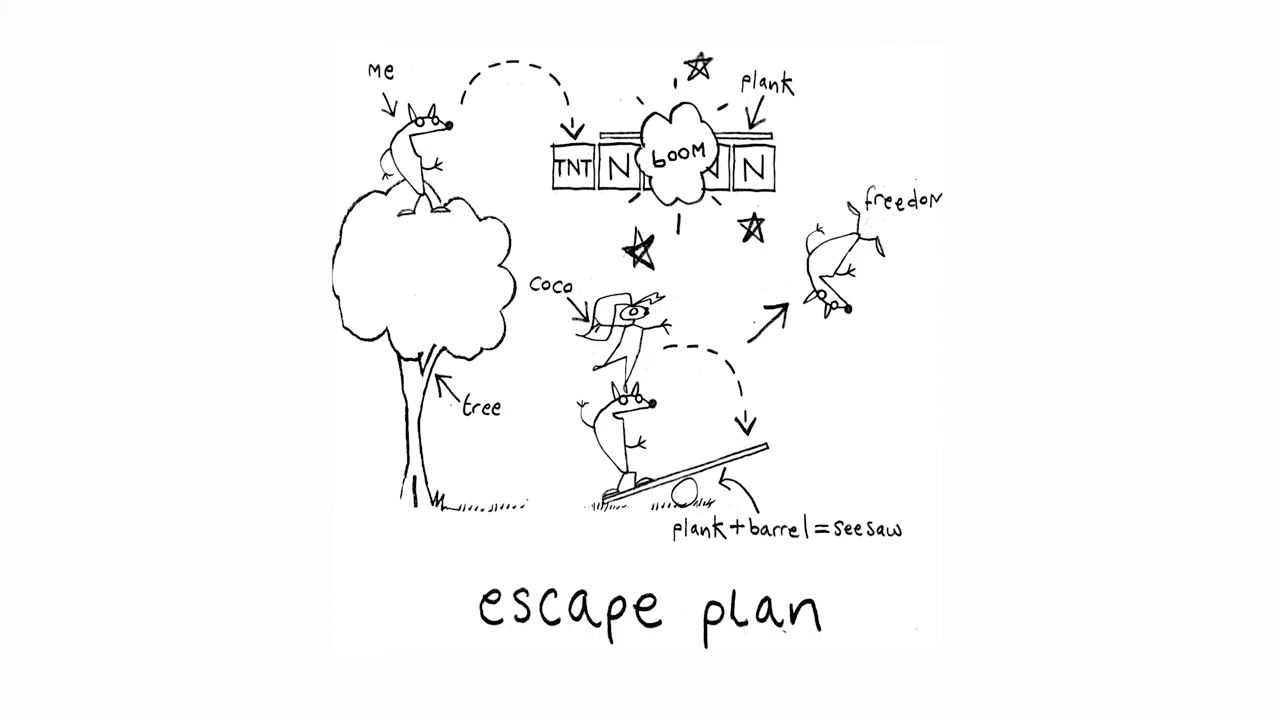 me
plank
TNT
N
boom
N
N
freedom
coco
tree
plank+barrel=seesaw
escape plan